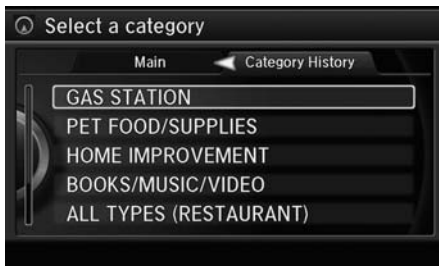 Select a category
Main Category History
GAS STATION
PET FOOD/SUPPLIES
HOME IMPROVEMENT
BOOKS/MUSIC/VIDEO
ALL TYPES (RESTAURANT)